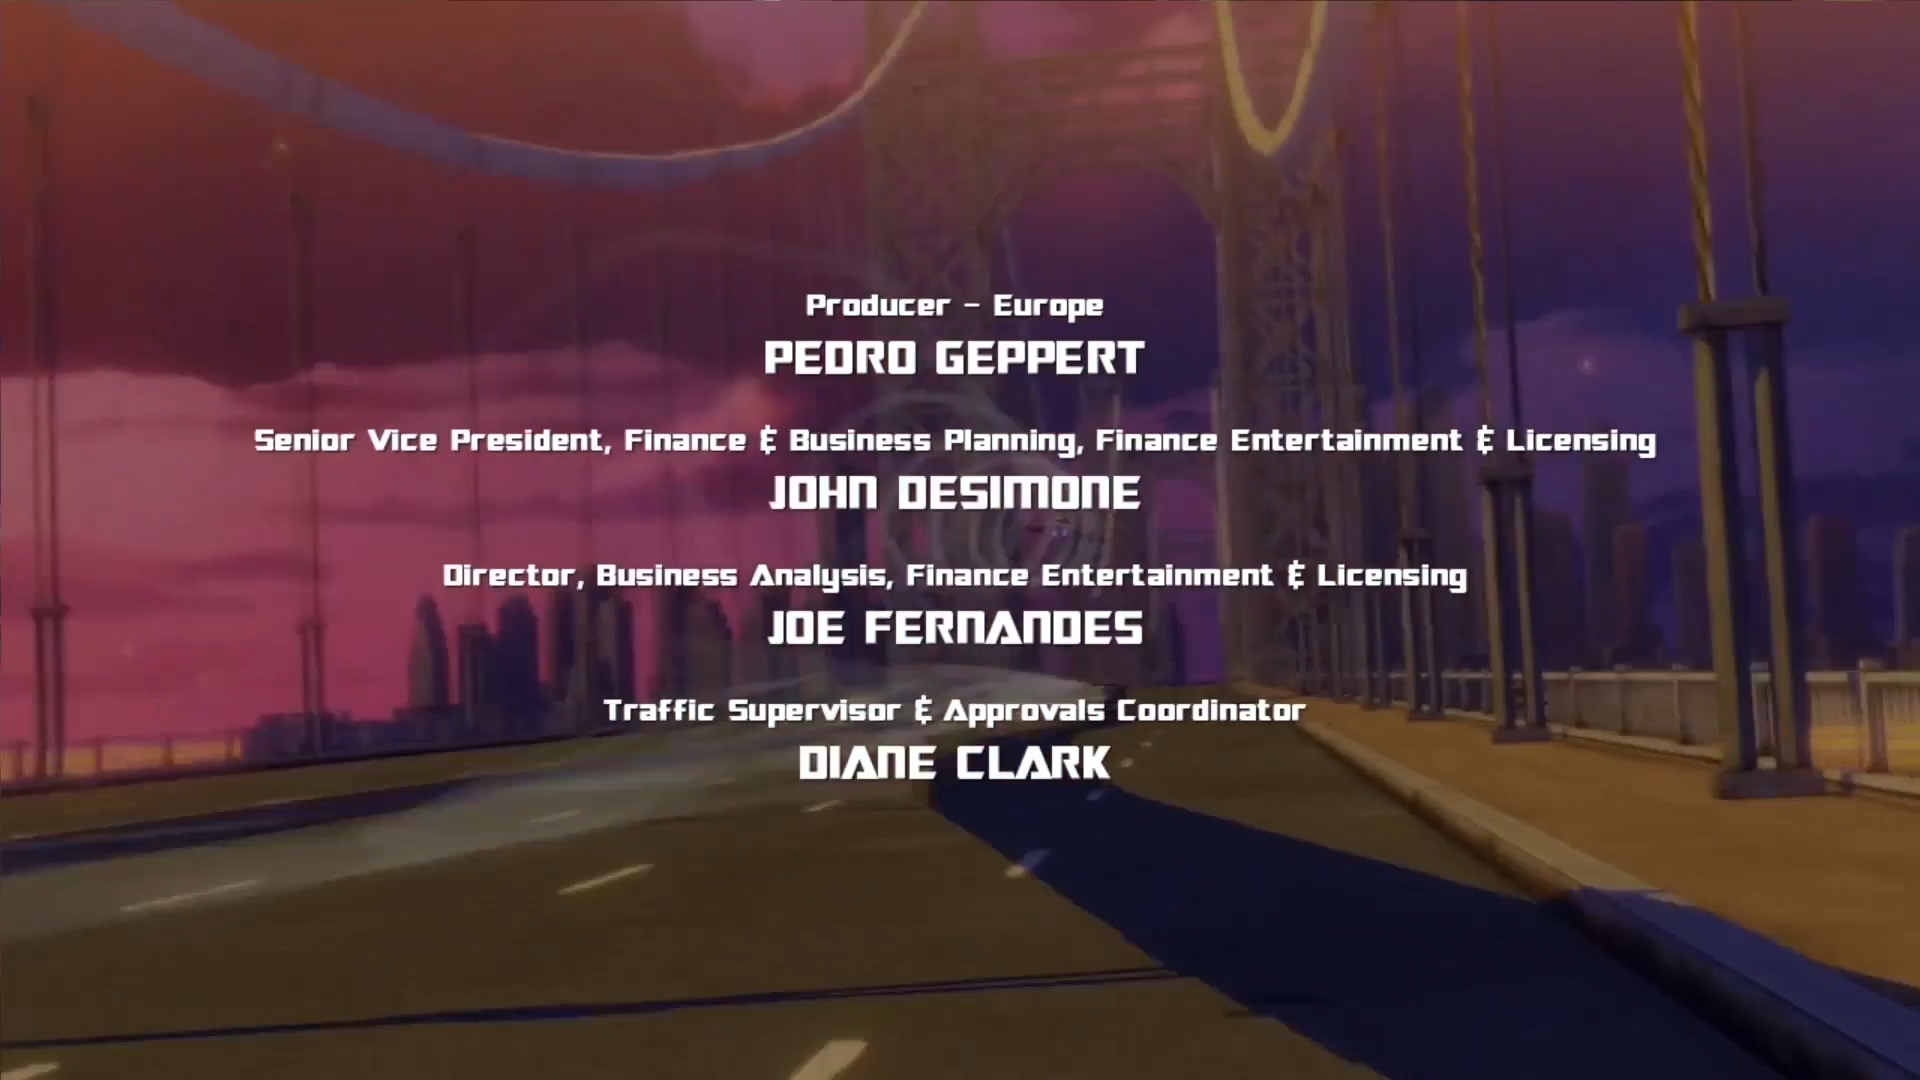 Producer – Europe
PEDRO GEPPERT
Senior Vice President, Finance & Business Planning, Finance Entertainment & Licensing
JOHN DESIMONE
Director, Business Analysis, Finance Entertainment & Licensing
JOE FERNANDES
Traffic Supervisor & Approvals Coordinator
DIANE CLARK